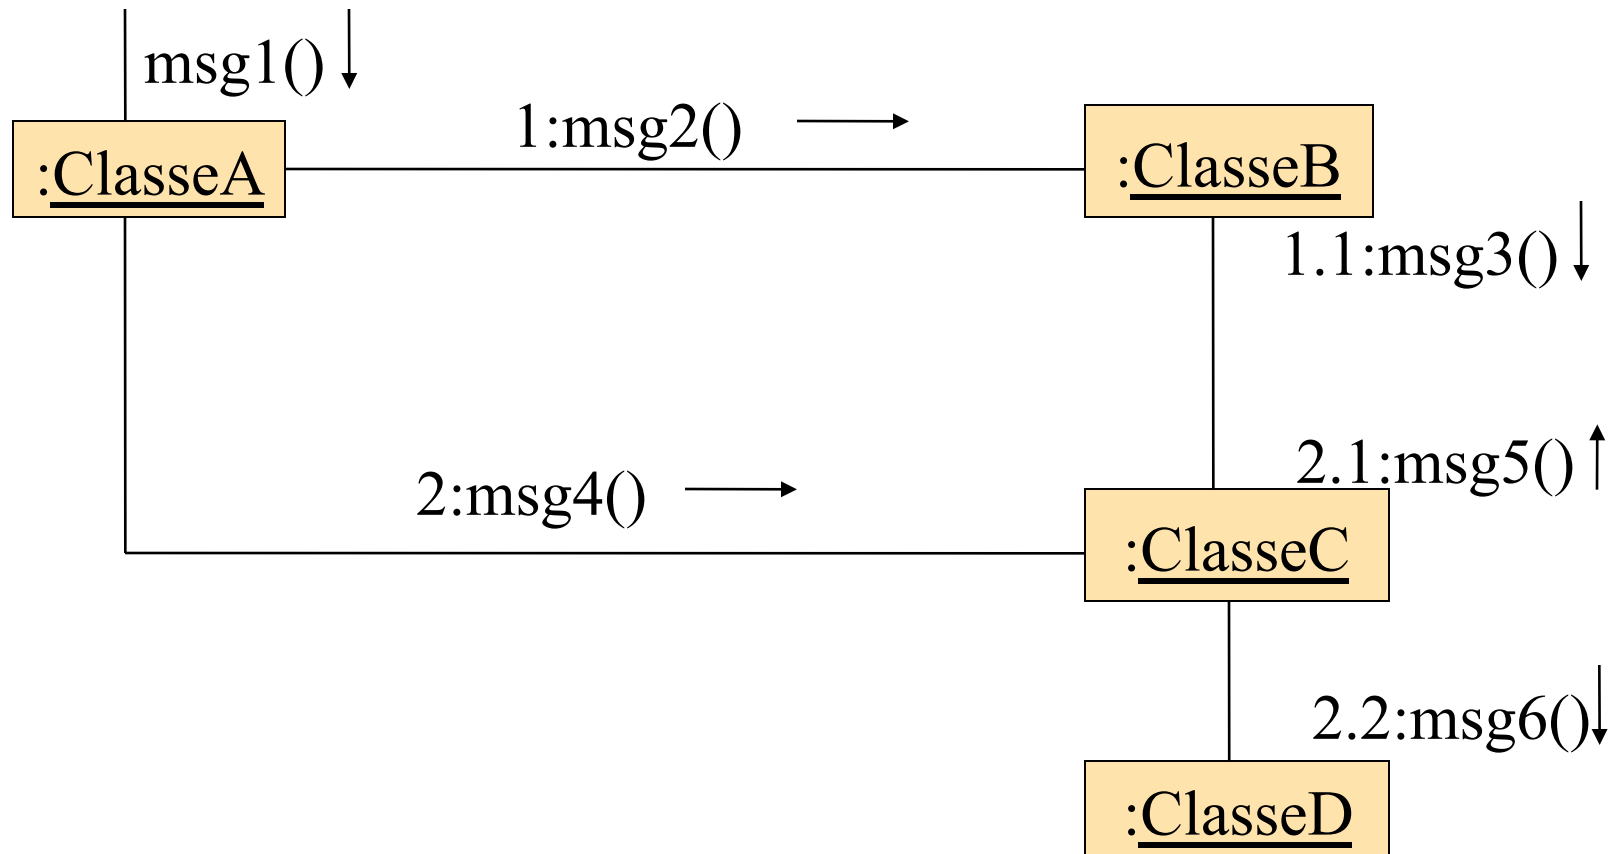 msg1()
1:msg2()
:ClasseA
:ClasseB
1.1:msg3()
2.1:msg5()
2:msg4()
:ClasseC
2.2:msg6()
:ClasseD